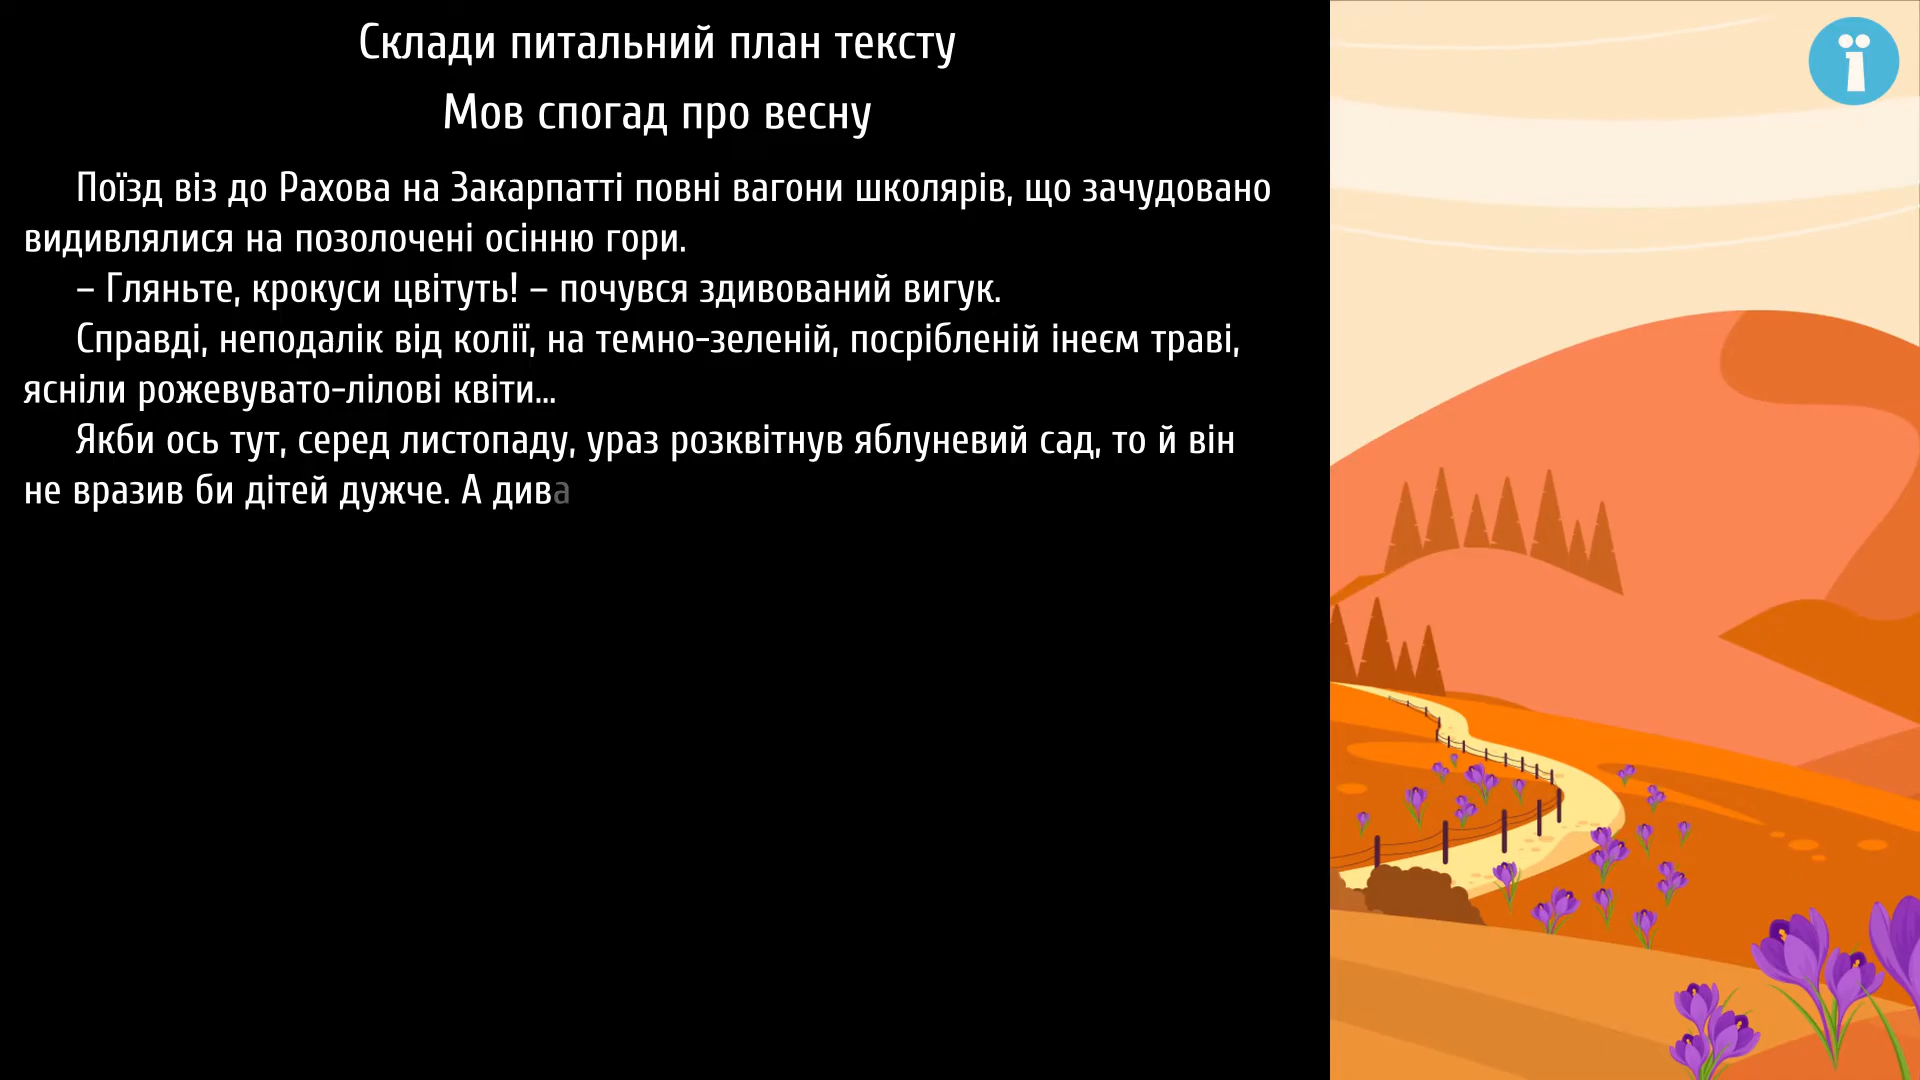 Склади питальний план тексту
Мов спогад про весну
Поїзд віз до Рахова на Закарпатті повні вагони школярів, що зачудовано
видивлялися на позолочені осінню гори.
– Гляньте, крокуси цвітуть! – почувся здивований вигук.
Справді, неподалік від колії, на темно-зеленій, посрібленій інеєм траві,
ясніли рожевувато-лілові квіти...
Якби ось тут, серед листопаду, ураз розквітнув яблуневий сад, то й він
не вразив би дітей дужче. А дива
ї